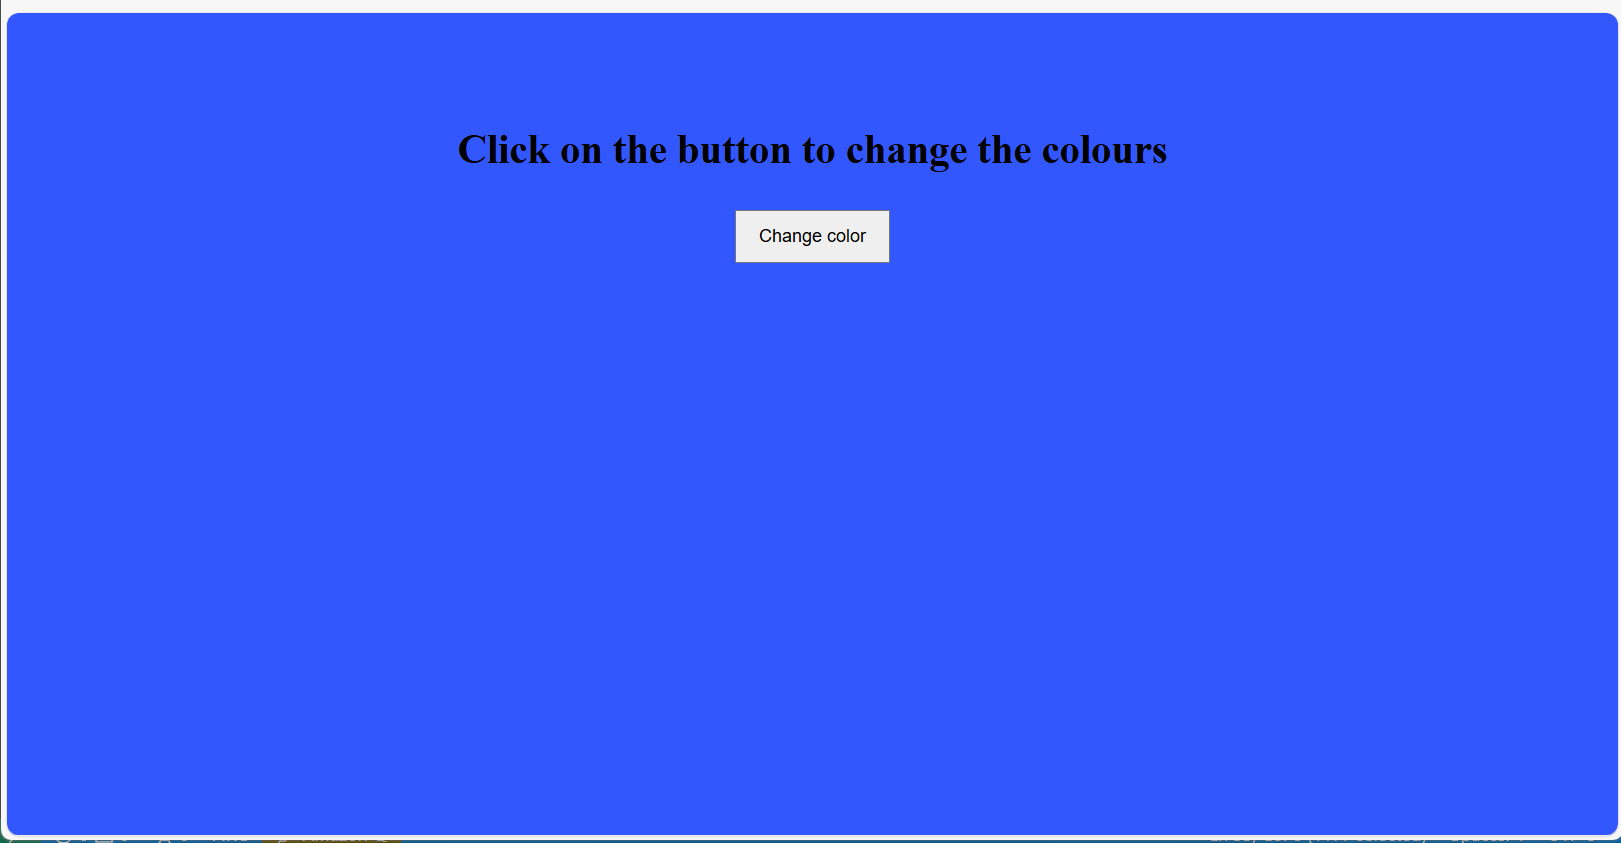 Click on the button to change the colours
Change color